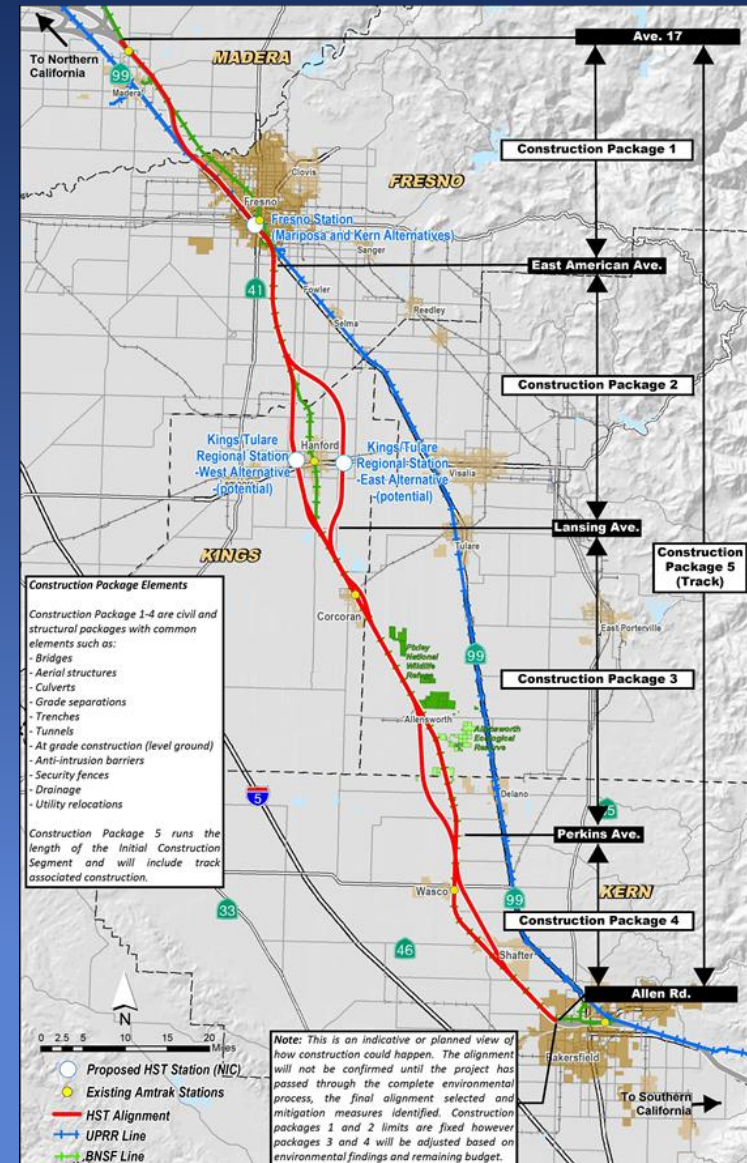 Ave. 17
To Northern
California
MADERA
99
Madera
Construction Package 1
Clovis
FRESNO
Fresno
Fresno Station
(Mariposa and Kern Alternatives)
Sanger
East American Ave.
41
Fowler
Reedley
Selma
Construction Package 2
Kings/Tulare
Regional Station
-West Alternative
(potential)
Hanford
Kings/Tulare
Regional Station
-East Alternative
(potential)
Visalia
Lansing Ave.
KINGS
Tulare
Construction
Package 5
(Track)
Construction Package Elements
Construction Package 1-4 are civil and
structural packages with common
elements such as:
- Bridges
- Aerial structures
- Culverts
- Grade separations
- Trenches
- Tunnels
- At grade construction (level ground)
- Anti-intrusion barriers
- Security fences
- Drainage
- Utility relocations
Construction Package 5 runs the
length of the Initial Construction
Segment and will include track
associated construction.
Corcoran
East Porterville
Pixley
National
Wildlife
Refuge
99
Construction Package 3
Allensworth
Allensworth
Ecological
Reserve
5
Delano
Perkins Ave.
Wasco
KERN
99
33
Construction Package 4
46
Shafter
Allen Rd.
N
0 2.5 5 10 15 20
Miles
Proposed HST Station (NIC)
Existing Amtrak Stations
HST Alignment
UPRR Line
BNSF Line
Note: This is an indicative or planned view of
how construction could happen. The alignment
will not be confirmed until the project has
passed through the complete environmental
process, the final alignment selected and
mitigation measures identified. Construction
packages 1 and 2 limits are fixed however
packages 3 and 4 will be adjusted based on
environmental findings and remaining budget.
Bakersfield
To Southern
California